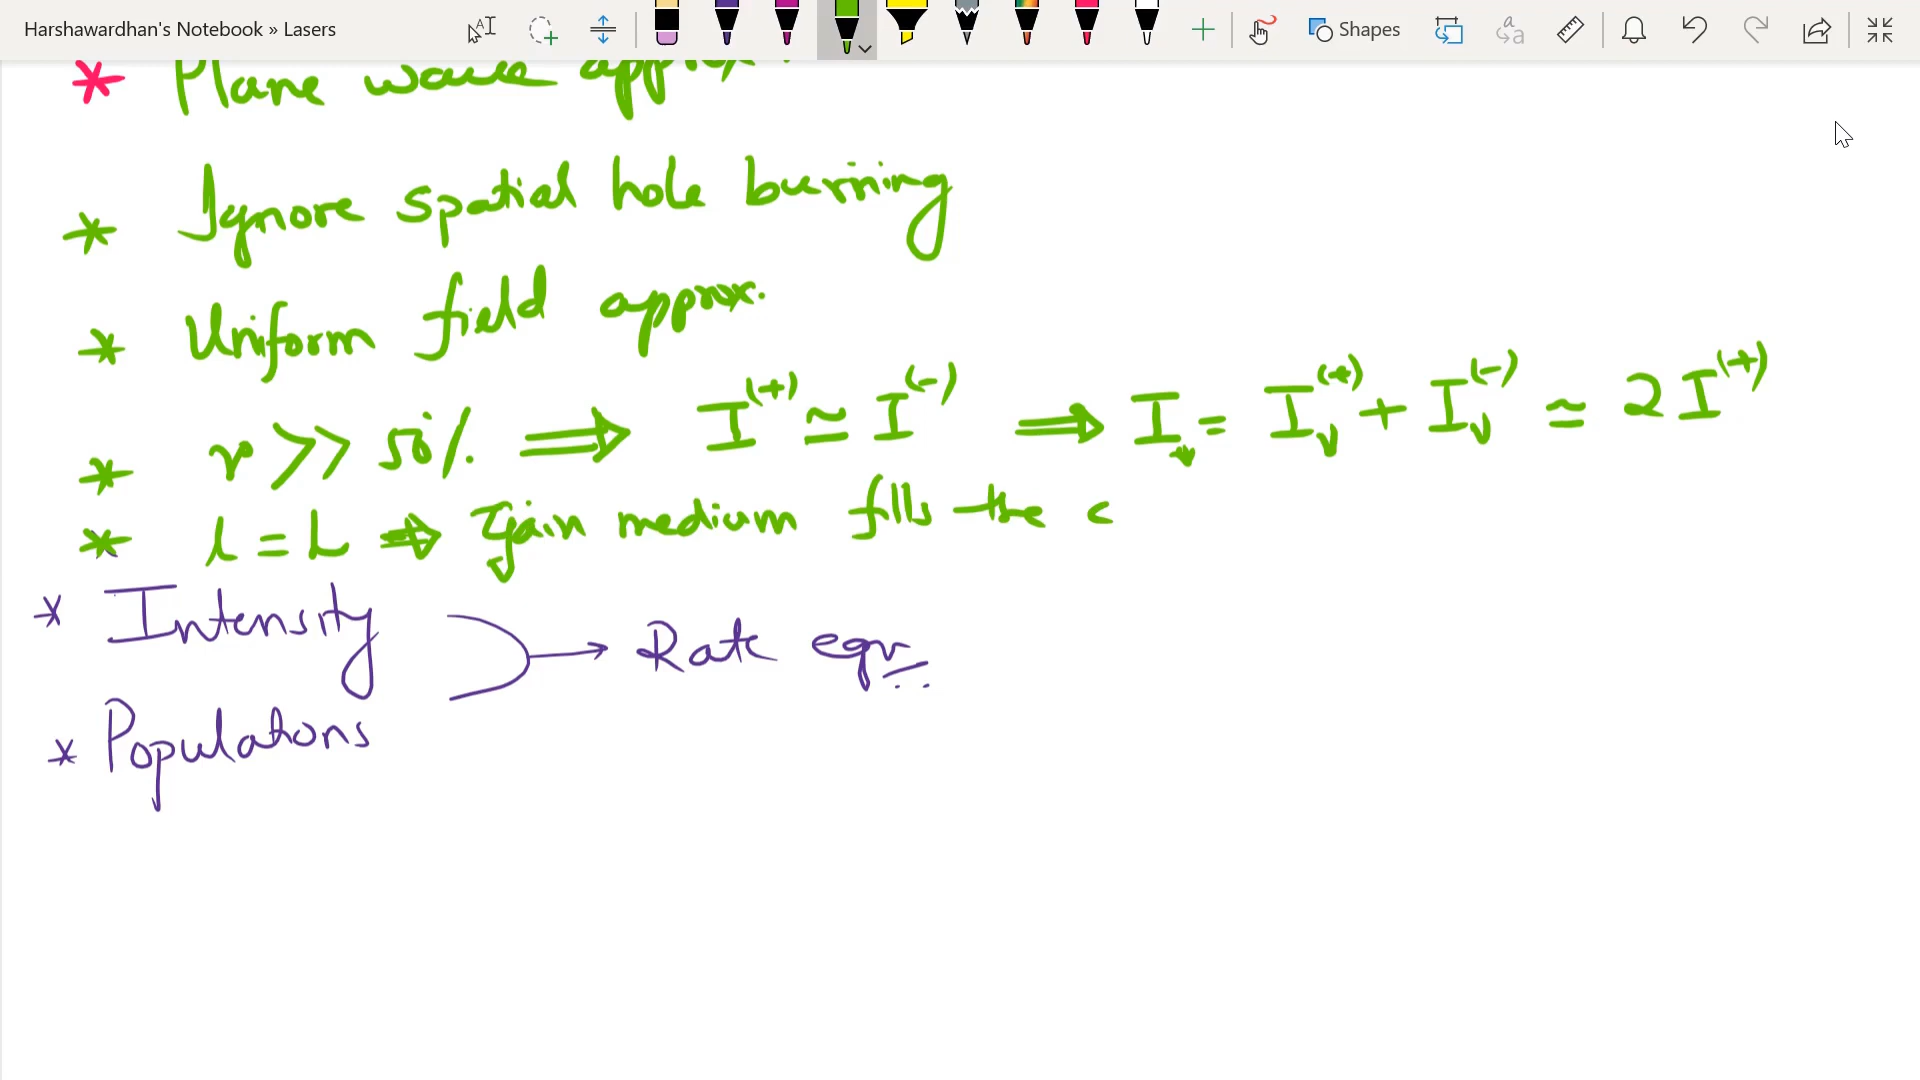 Harshawardhan's Notebook » Lasers
Shapes
* Plane wave approx.
* Ignore spatial hole burning
* Uniform field approx.
* r >> 50% ⟹ I^(+) ≃ I^(-) ⟹ I_ν = I_ν^(+) + I_ν^(-) ≃ 2 I^(+)
* l = L ⇒ gain medium fills the c
* Intensity
→ Rate eqn
* Populations